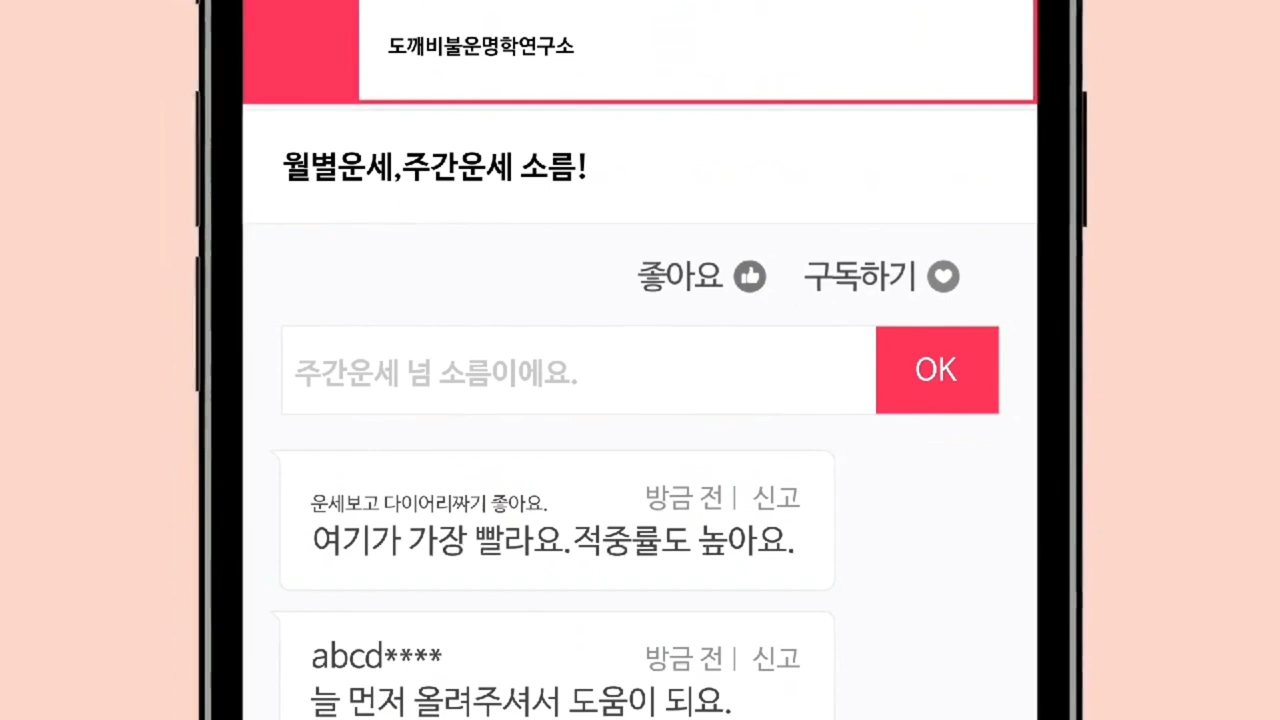 도깨비불운명학연구소
월별운세,주간운세 소름!
좋아요 구독하기
주간운세 넘 소름이에요.
OK
운세보고 다이어리짜기 좋아요.
방금 전| 신고
여기가 가장 빨라요.적중률도 높아요.
abcd****
방금 전| 신고
늘 먼저 올려주셔서 도움이 되요.